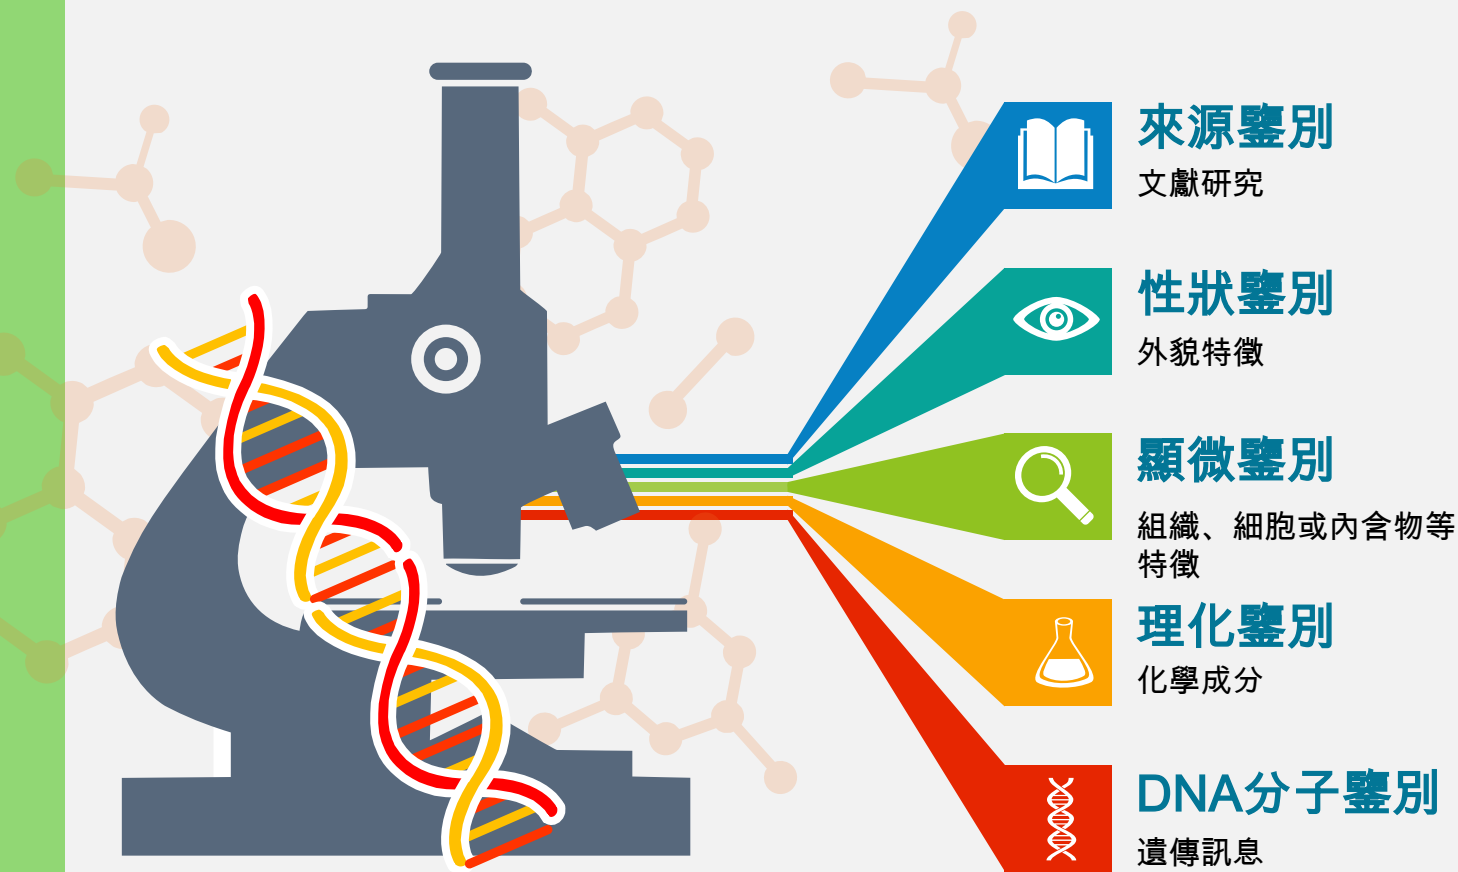 來源鑒別
文獻研究
性狀鑒別
外貌特徵
顯微鑒別
組織、細胞或內含物等
特徵
理化鑒別
化學成分
DNA分子鑒別
遺傳訊息